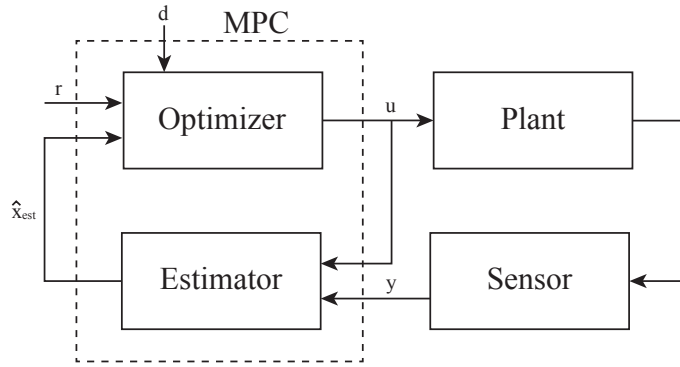 d
MPC
r
Optimizer
u
Plant
x̂est
Estimator
y
Sensor